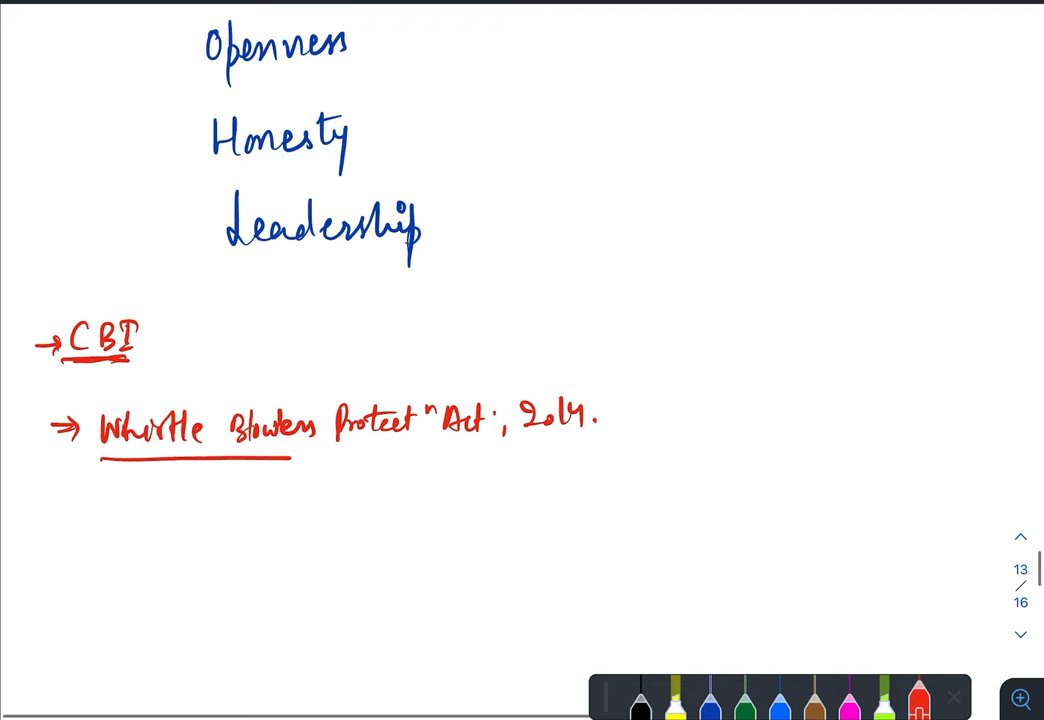 Openness
Honesty
Leadership
→ CBI
→ Whistle Blowers Protectⁿ Act, 2014.
13
/
16